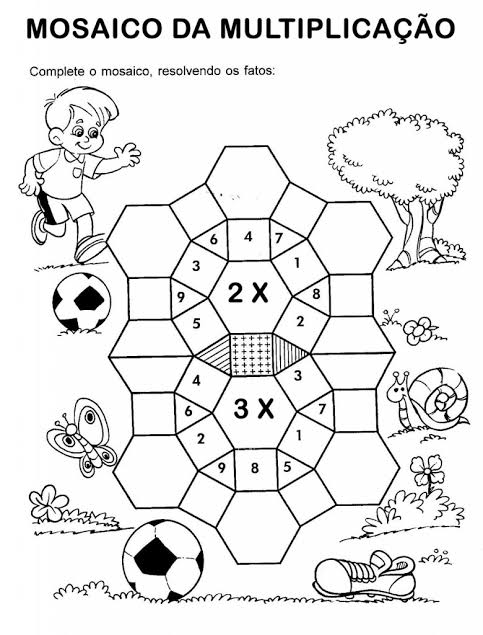 MOSAICO DA MULTIPLICAÇÃO
Complete o mosaico, resolvendo os fatos:
6 4 7
3 1
9 2 X 8
5 2
4 3
6 3 X 7
2 1
9 8 5